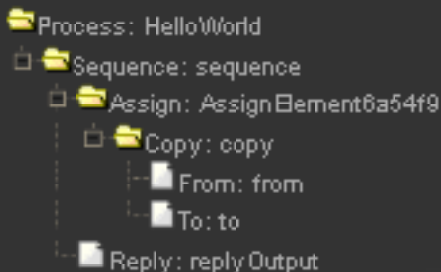 Process: HelloWorld
Sequence: sequence
Assign: AssignElement6a54f9
Copy: copy
From: from
To: to
Reply: replyOutput